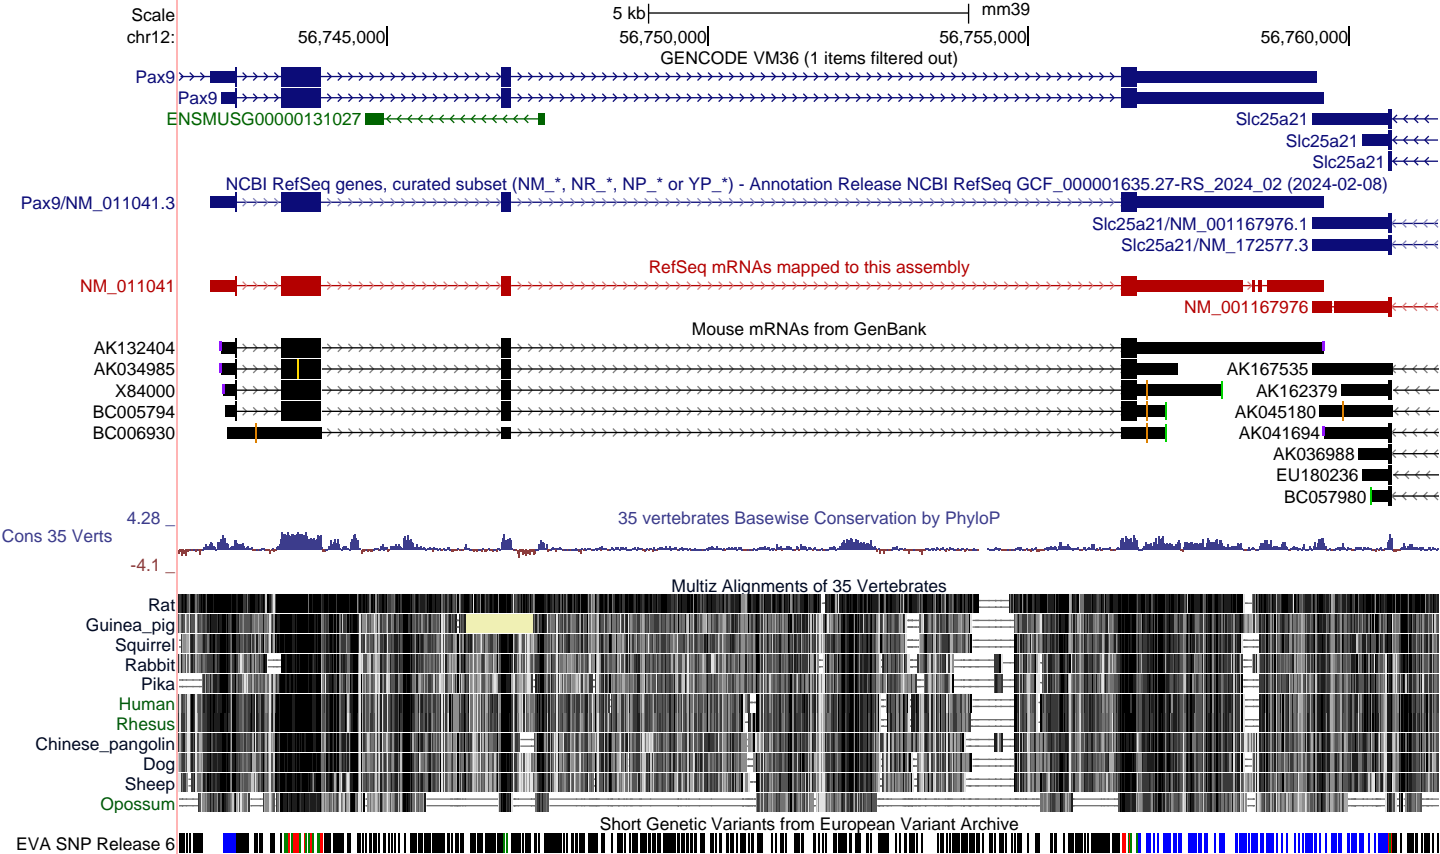 Scale 5 kb mm39
chr12: 56,745,000 56,750,000 56,755,000 56,760,000
GENCODE VM36 (1 items filtered out)
Pax9
Pax9
ENSMUSG00000131027 Slc25a21
Slc25a21
Slc25a21
NCBI RefSeq genes, curated subset (NM_*, NR_*, NP_* or YP_*) - Annotation Release NCBI RefSeq GCF_000001635.27-RS_2024_02 (2024-02-08)
Pax9/NM_011041.3
Slc25a21/NM_001167976.1
Slc25a21/NM_172577.3
RefSeq mRNAs mapped to this assembly
NM_011041
NM_001167976
Mouse mRNAs from GenBank
AK132404
AK034985 AK167535
X84000 AK162379
BC005794 AK045180
BC006930 AK041694
AK036988
EU180236
BC057980
4.28 _ 35 vertebrates Basewise Conservation by PhyloP
Cons 35 Verts
-4.1 _
Multiz Alignments of 35 Vertebrates
Rat
Guinea_pig
Squirrel
Rabbit
Pika
Human
Rhesus
Chinese_pangolin
Dog
Sheep
Opossum
Short Genetic Variants from European Variant Archive
EVA SNP Release 6